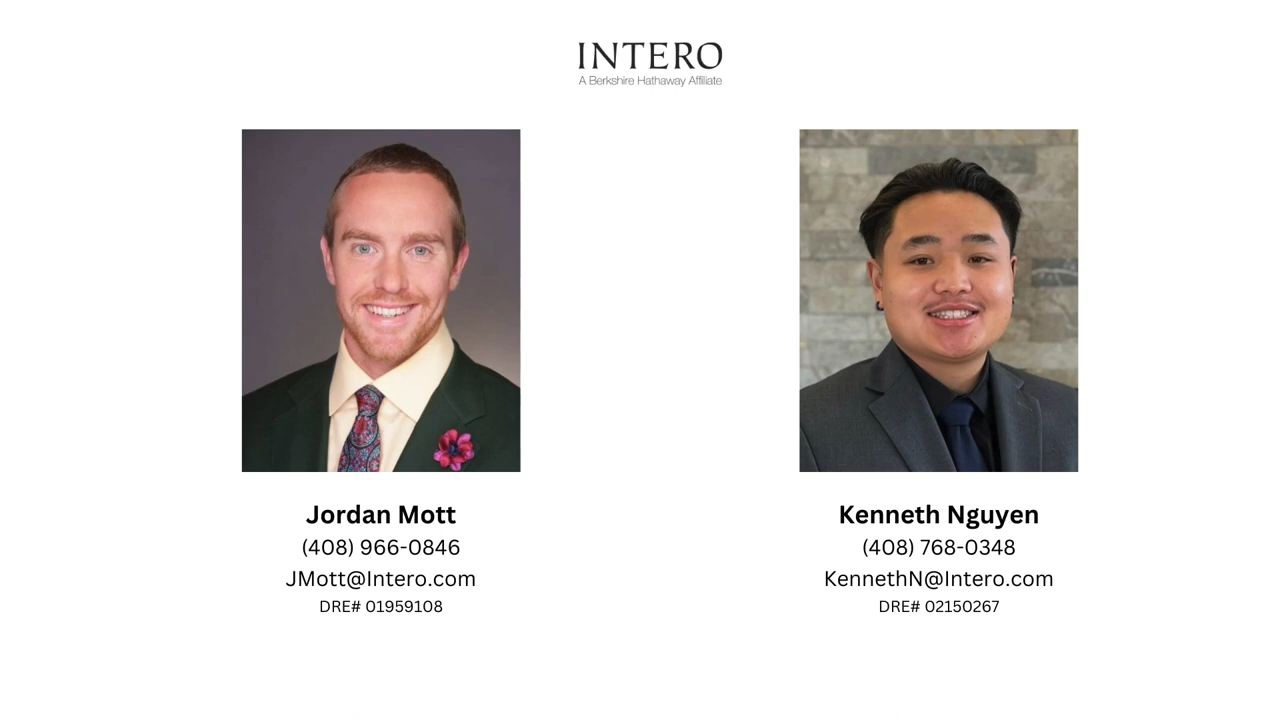 INTERO
A Berkshire Hathaway Affiliate
Jordan Mott
(408) 966-0846
JMott@Intero.com
DRE# 01959108
Kenneth Nguyen
(408) 768-0348
KennethN@Intero.com
DRE# 02150267